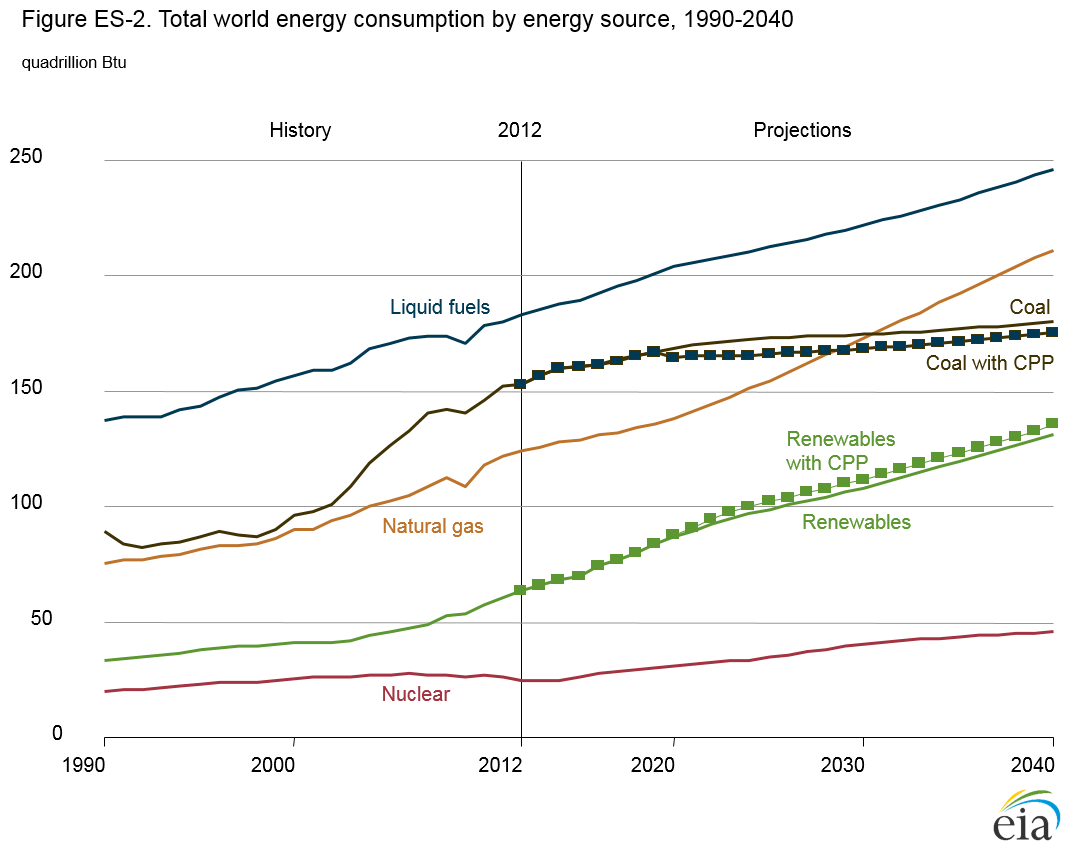 Figure ES-2. Total world energy consumption by energy source, 1990-2040
quadrillion Btu
History 2012 Projections
250
200
Liquid fuels
Coal
Coal with CPP
150
Renewables
with CPP
100
Natural gas
Renewables
50
Nuclear
0
1990 2000 2012 2020 2030 2040
eia